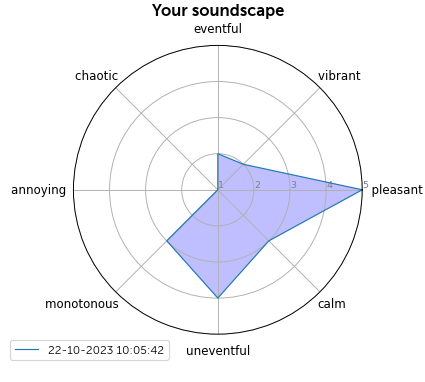 Your soundscape
eventful
chaotic
vibrant
annoying
1
2
3
4
5
pleasant
monotonous
calm
22-10-2023 10:05:42
uneventful